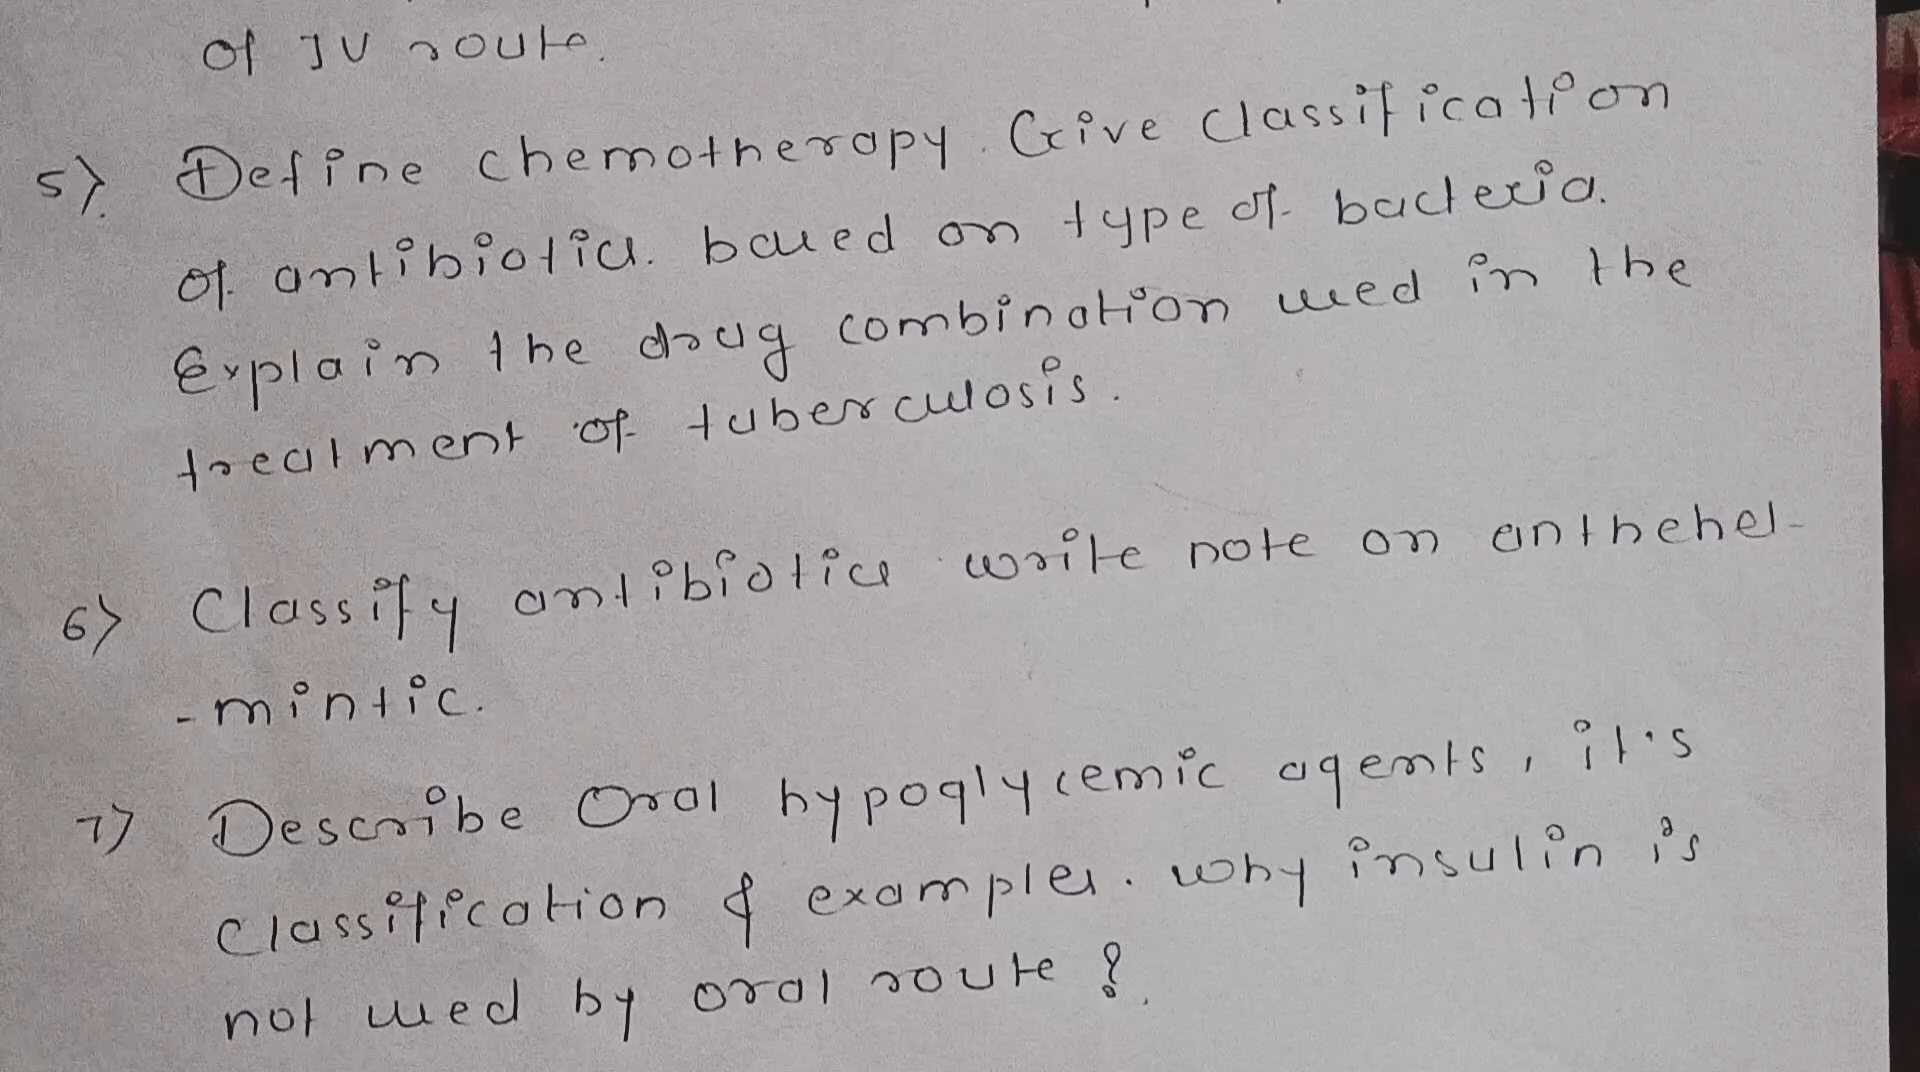 of IV route.
5) Define chemotherapy. Give classification
of antibiotics. based on type of bacteria.
Explain the drug combination used in the
treatment of tuberculosis.
6) Classify antibiotics write note on anthehel-
-mintic.
7) Describe Oral hypoglycemic agents, it's
classification & examples. why insulin is
not used by oral route ?